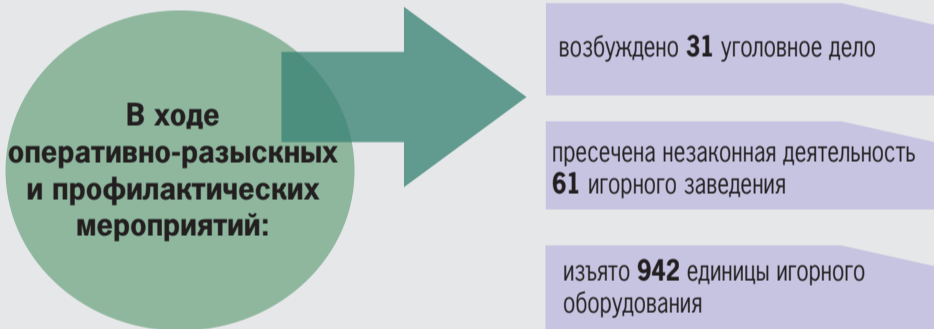 В ходе
оперативно-разыскных
и профилактических
мероприятий:
возбуждено 31 уголовное дело
пресечена незаконная деятельность
61 игорного заведения
изъято 942 единицы игорного
оборудования